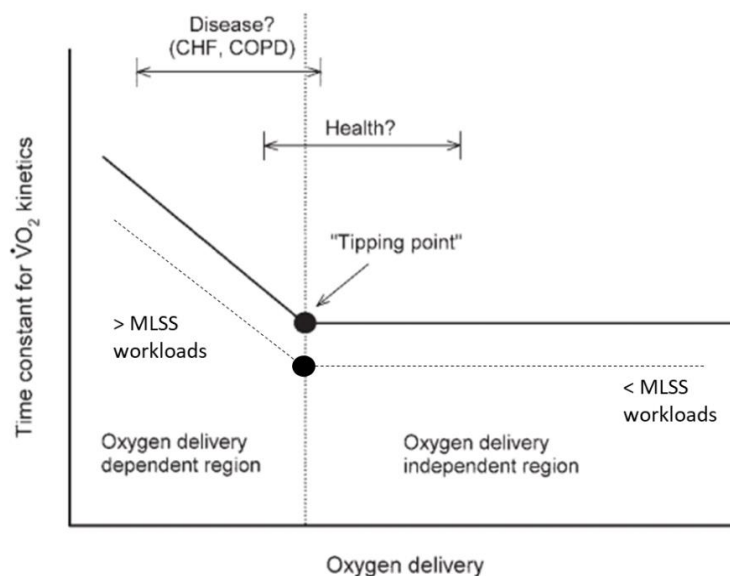 Disease?
(CHF, COPD)
Health?
"Tipping point"
> MLSS
workloads
< MLSS
workloads
Oxygen delivery
dependent region
Oxygen delivery
independent region
Time constant for V̇O₂ kinetics
Oxygen delivery